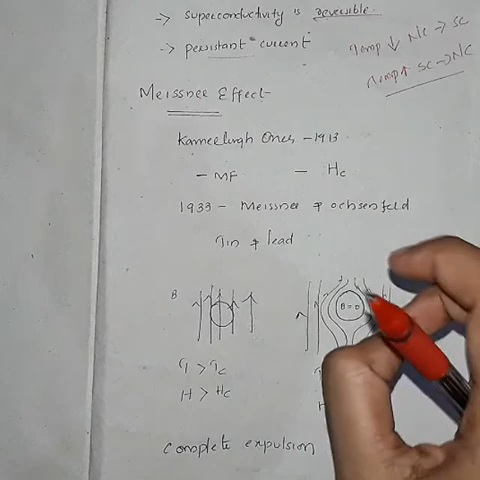 -> superconductivity is reversible.
-> persistant current
Temp ↓ NC → SC
Temp ↑ SC → NC
Meissner Effect-
Kamerlingh Ones - 1913
- MF - Hc
1933 - Meissner & ochsenfeld
Tin & lead
B
B = 0
T > Tc
H > Hc
Complete expulsion